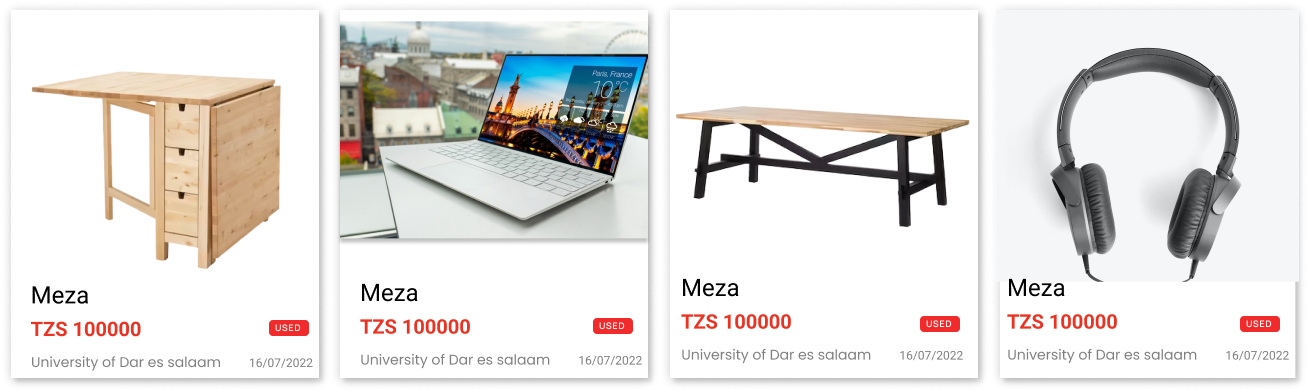 Paris, France
10°C
Meza
TZS 100000
USED
University of Dar es salaam
16/07/2022
Meza
TZS 100000
USED
University of Dar es salaam
16/07/2022
Meza
TZS 100000
USED
University of Dar es salaam
16/07/2022
Meza
TZS 100000
USED
University of Dar es salaam
16/07/2022